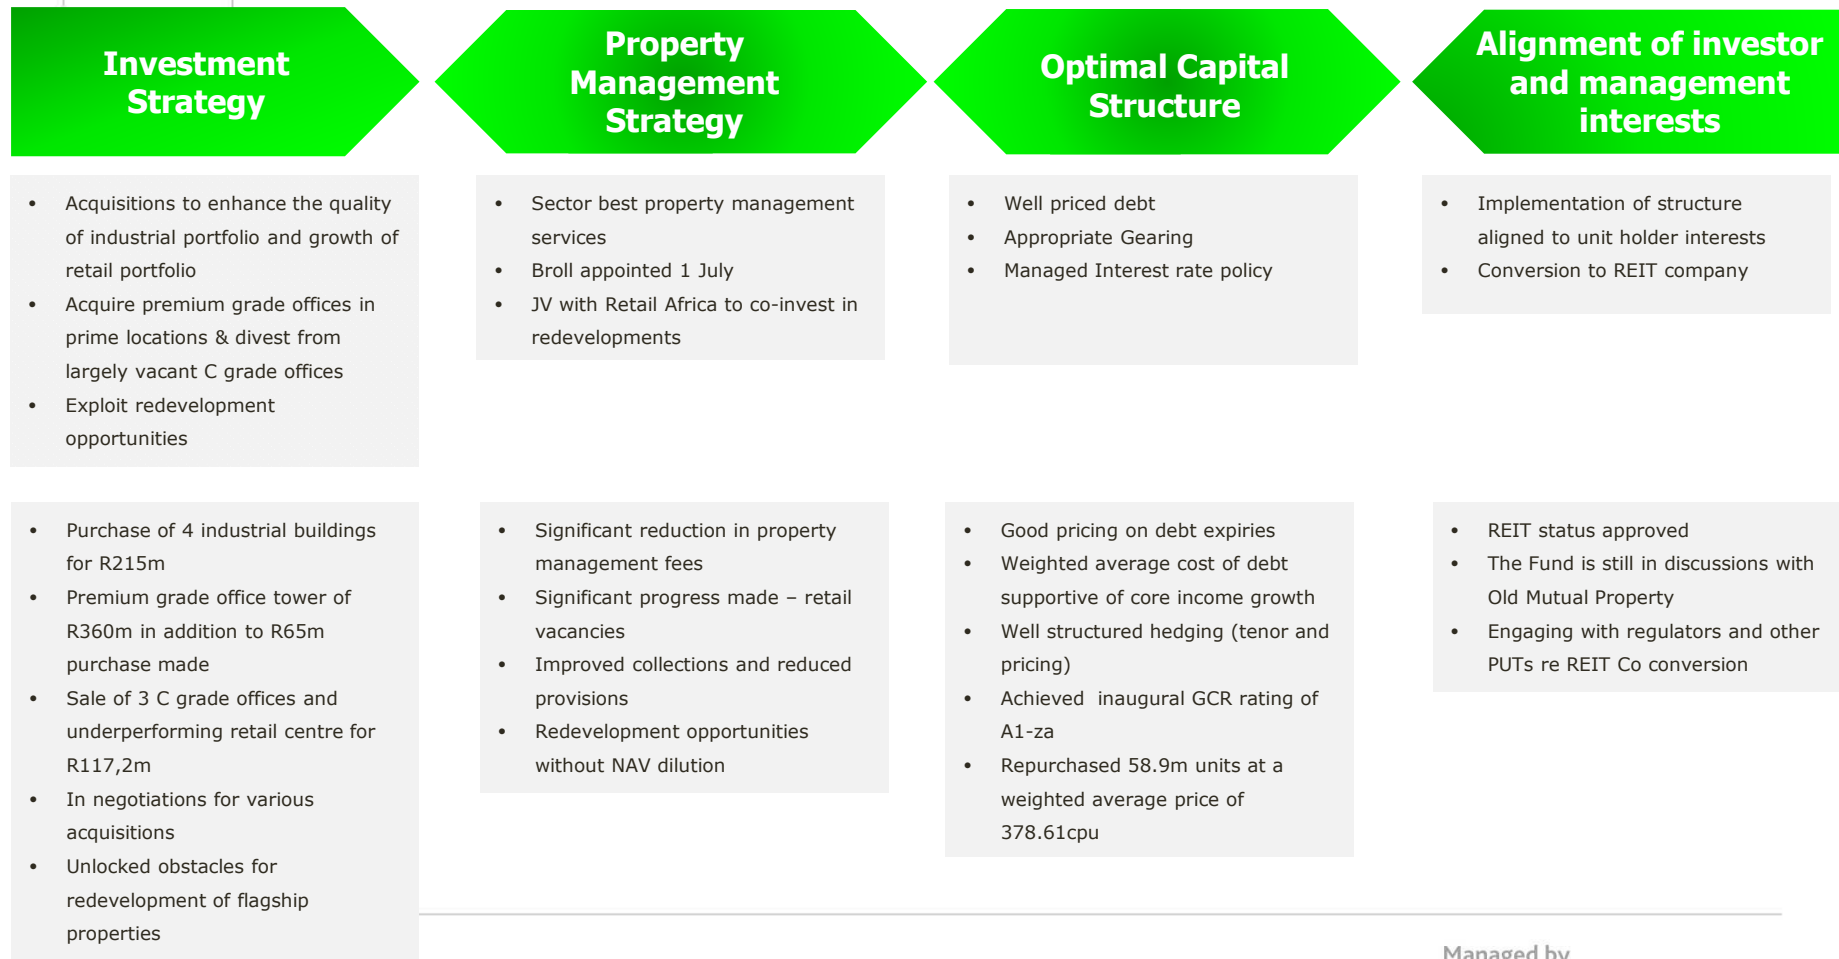 Investment
Strategy
Property
Management
Strategy
Optimal Capital
Structure
Alignment of investor
and management
interests
• Acquisitions to enhance the quality
of industrial portfolio and growth of
retail portfolio
• Acquire premium grade offices in
prime locations & divest from
largely vacant C grade offices
• Exploit redevelopment
opportunities
• Sector best property management
services
• Broll appointed 1 July
• JV with Retail Africa to co-invest in
redevelopments
• Well priced debt
• Appropriate Gearing
• Managed Interest rate policy
• Implementation of structure
aligned to unit holder interests
• Conversion to REIT company
• Purchase of 4 industrial buildings
for R215m
• Premium grade office tower of
R360m in addition to R65m
purchase made
• Sale of 3 C grade offices and
underperforming retail centre for
R117,2m
• In negotiations for various
acquisitions
• Unlocked obstacles for
redevelopment of flagship
properties
• Significant reduction in property
management fees
• Significant progress made – retail
vacancies
• Improved collections and reduced
provisions
• Redevelopment opportunities
without NAV dilution
• Good pricing on debt expiries
• Weighted average cost of debt
supportive of core income growth
• Well structured hedging (tenor and
pricing)
• Achieved inaugural GCR rating of
A1-za
• Repurchased 58.9m units at a
weighted average price of
378.61cpu
• REIT status approved
• The Fund is still in discussions with
Old Mutual Property
• Engaging with regulators and other
PUTs re REIT Co conversion
Managed by